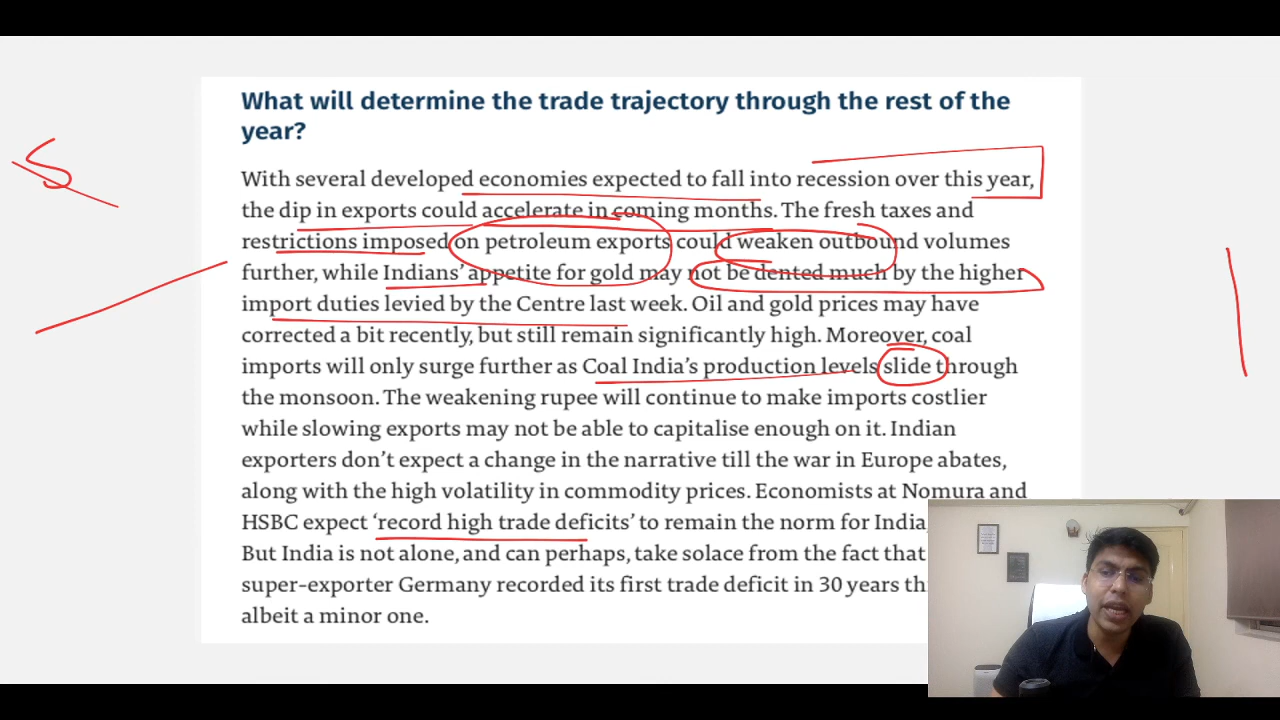 What will determine the trade trajectory through the rest of the
year?
With several developed economies expected to fall into recession over this year,
the dip in exports could accelerate in coming months. The fresh taxes and
restrictions imposed on petroleum exports could weaken outbound volumes
further, while Indians' appetite for gold may not be dented much by the higher
import duties levied by the Centre last week. Oil and gold prices may have
corrected a bit recently, but still remain significantly high. Moreover, coal
imports will only surge further as Coal India's production levels slide through
the monsoon. The weakening rupee will continue to make imports costlier
while slowing exports may not be able to capitalise enough on it. Indian
exporters don't expect a change in the narrative till the war in Europe abates,
along with the high volatility in commodity prices. Economists at Nomura and
HSBC expect 'record high trade deficits' to remain the norm for India,
But India is not alone, and can perhaps, take solace from the fact that
super-exporter Germany recorded its first trade deficit in 30 years
albeit a minor one.
S